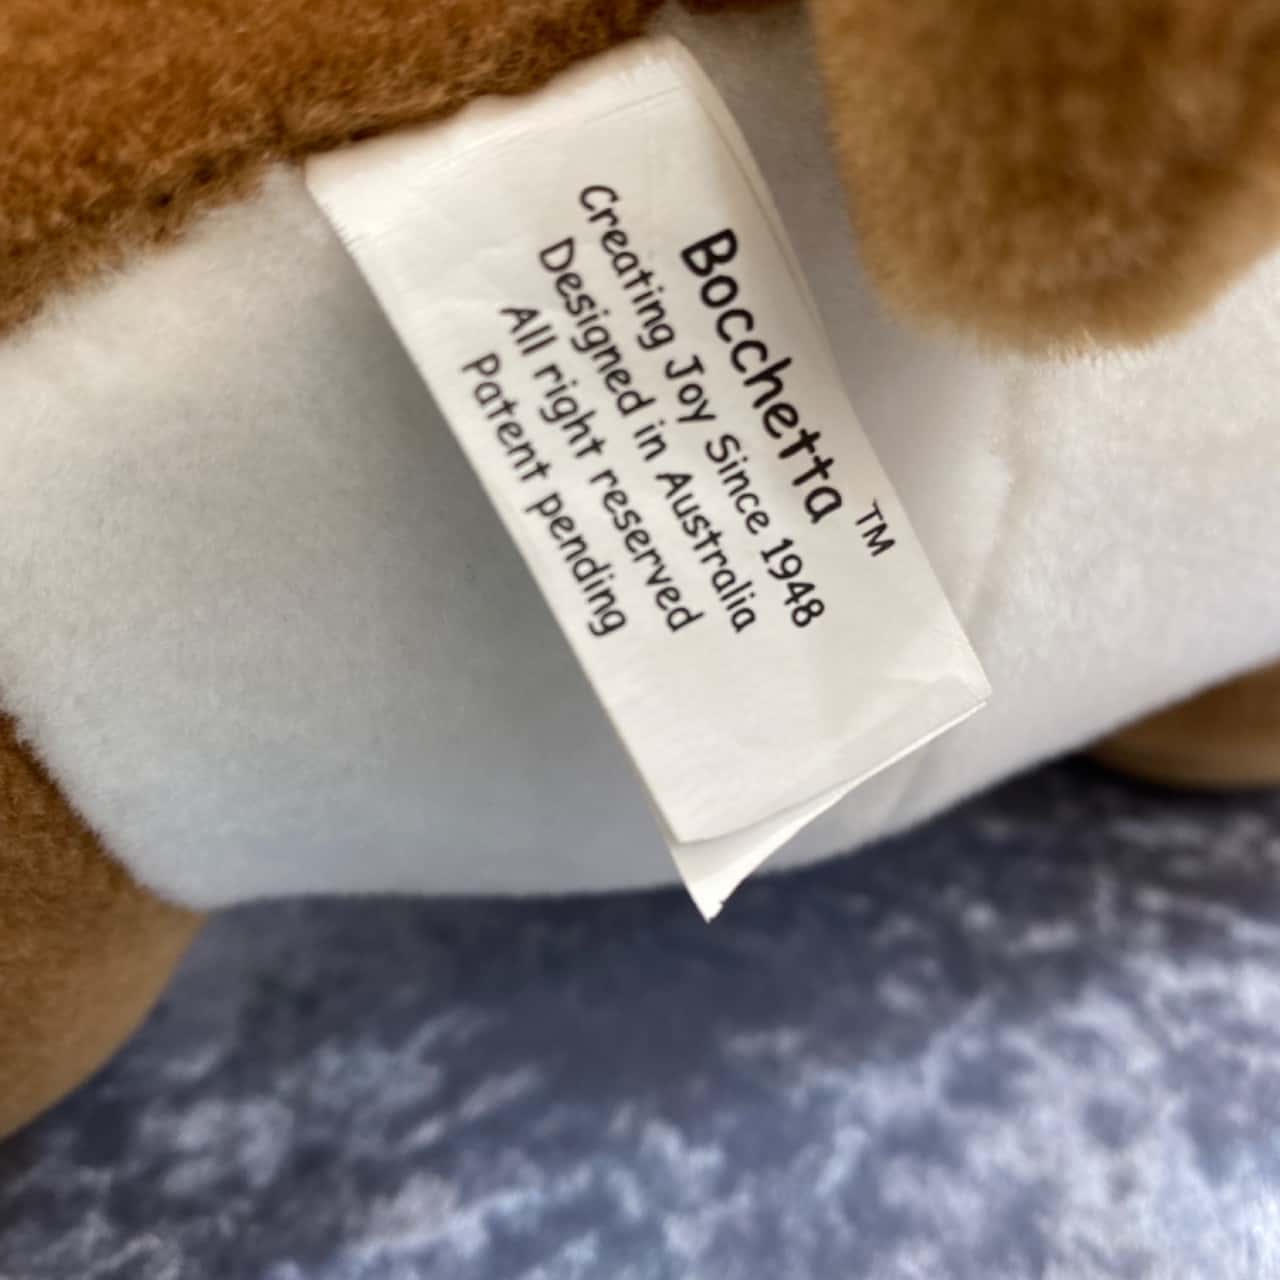 Bocchetta ™
Creating Joy Since 1948
Designed in Australia
All right reserved
Patent pending